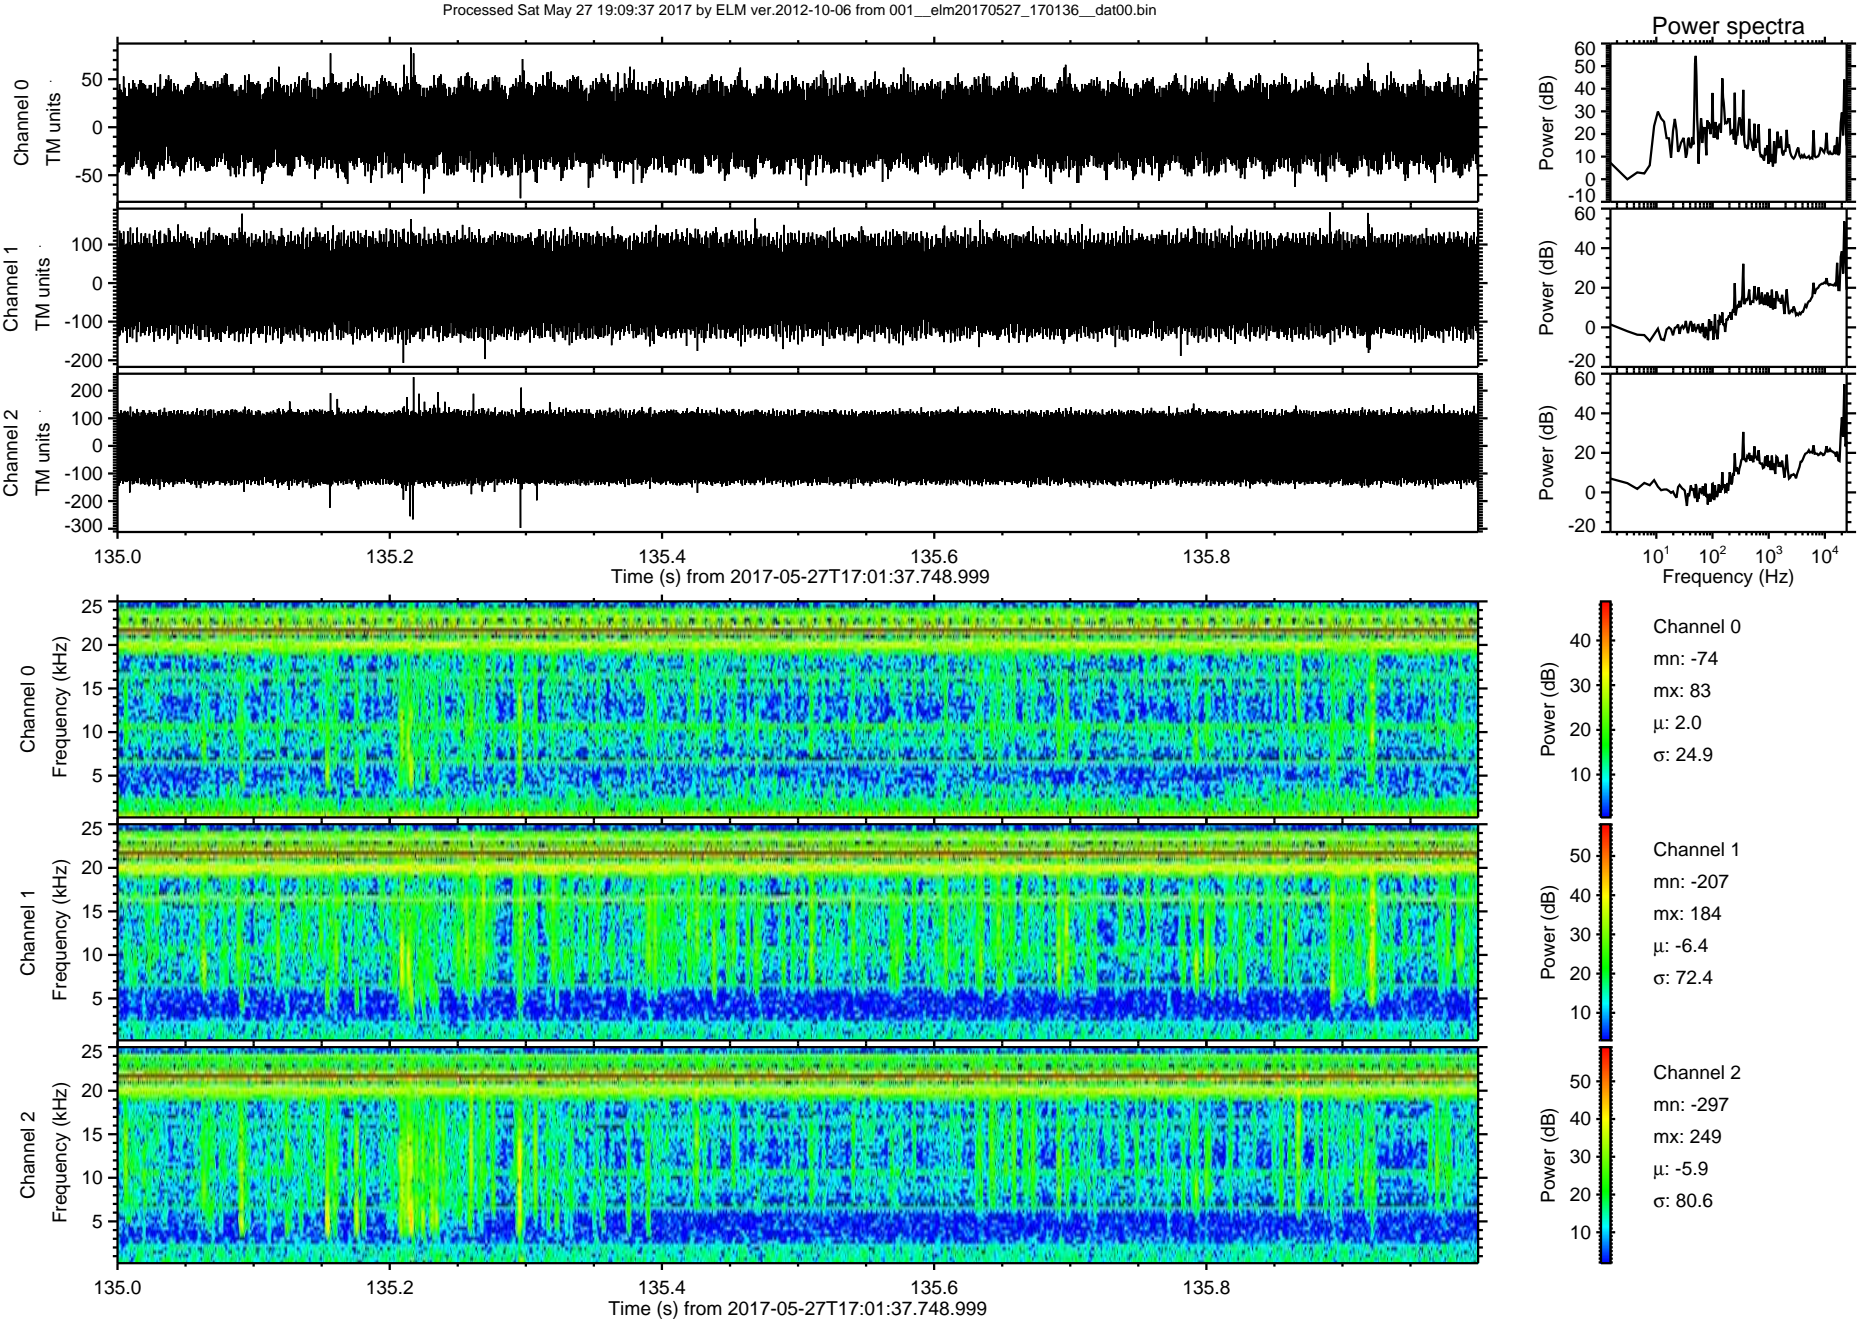 Processed Sat May 27 19:09:37 2017 by ELM ver.2012-10-06 from 001__elm20170527_170136__dat00.bin
Power spectra
Channel 0
TM units
50
0
-50
Power (dB)
60
50
40
30
20
10
0
-10
Channel 1
TM units
100
0
-100
-200
Power (dB)
60
40
20
0
-20
Channel 2
TM units
200
100
0
-100
-200
-300
Power (dB)
60
40
20
0
-20
135.0 135.2 135.4 135.6 135.8
Time (s) from 2017-05-27T17:01:37.748.999
10¹ 10² 10³ 10⁴
Frequency (Hz)
Channel 0
Frequency (kHz)
25
20
15
10
5
Power (dB)
40
30
20
10
Channel 0
mn: -74
mx: 83
μ: 2.0
σ: 24.9
Channel 1
Frequency (kHz)
25
20
15
10
5
Power (dB)
50
40
30
20
10
Channel 1
mn: -207
mx: 184
μ: -6.4
σ: 72.4
Channel 2
Frequency (kHz)
25
20
15
10
5
Power (dB)
50
40
30
20
10
Channel 2
mn: -297
mx: 249
μ: -5.9
σ: 80.6
135.0 135.2 135.4 135.6 135.8
Time (s) from 2017-05-27T17:01:37.748.999